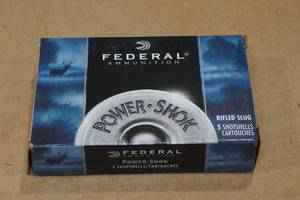 FEDERAL
AMMUNITION
POWER·SHOK
RIFLED SLUG
5 SHOTSHELLS
CARTOUCHES
FEDERAL
POWER-SHOK
5 SHOTSHELLS/CARTOUCHES